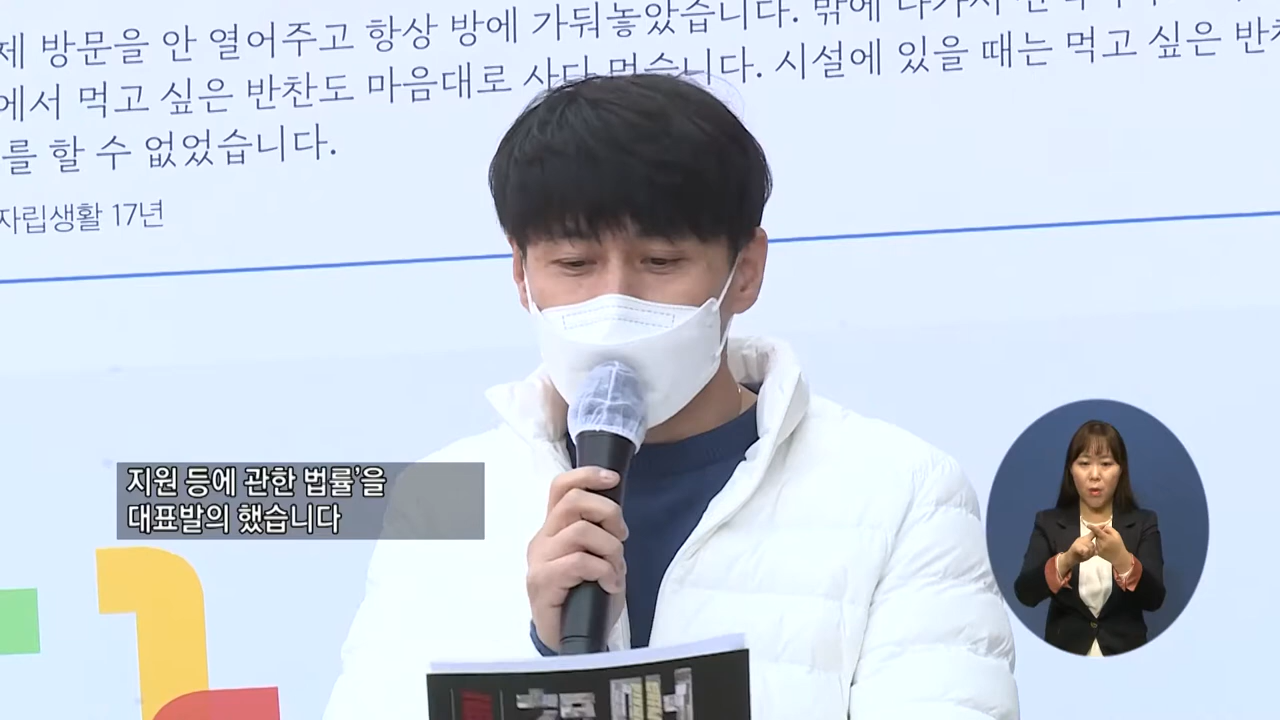 제 방문을 안 열어주고 항상 방에 가둬놓았습니다. 밖에
에서 먹고 싶은 반찬도 마음대로 사다 먹습니다. 시설에 있을 때는 먹고 싶은
를 할 수 없었습니다.
자립생활 17년
지원 등에 관한 법률’을
대표발의 했습니다